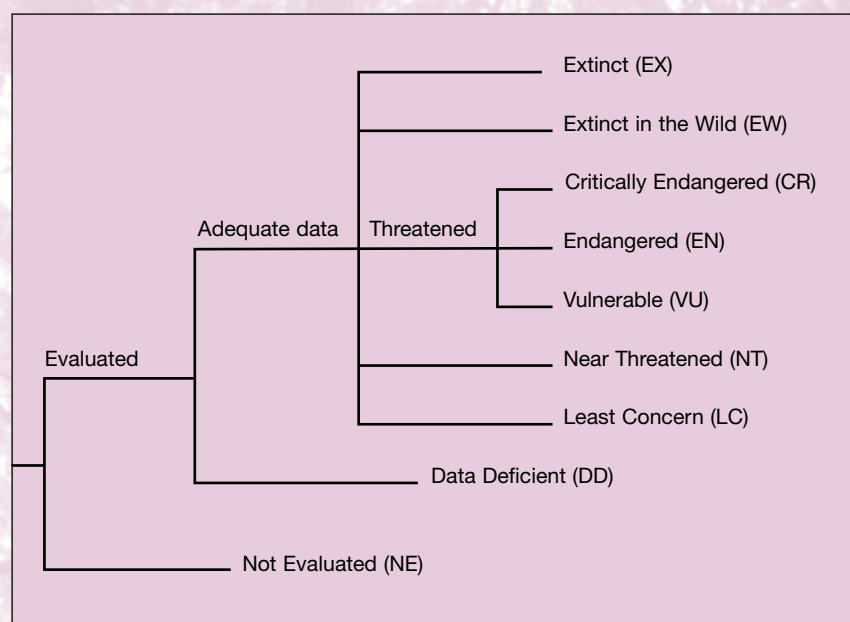 Extinct (EX)
Extinct in the Wild (EW)
Critically Endangered (CR)
Adequate data
Threatened
Endangered (EN)
Vulnerable (VU)
Evaluated
Near Threatened (NT)
Least Concern (LC)
Data Deficient (DD)
Not Evaluated (NE)